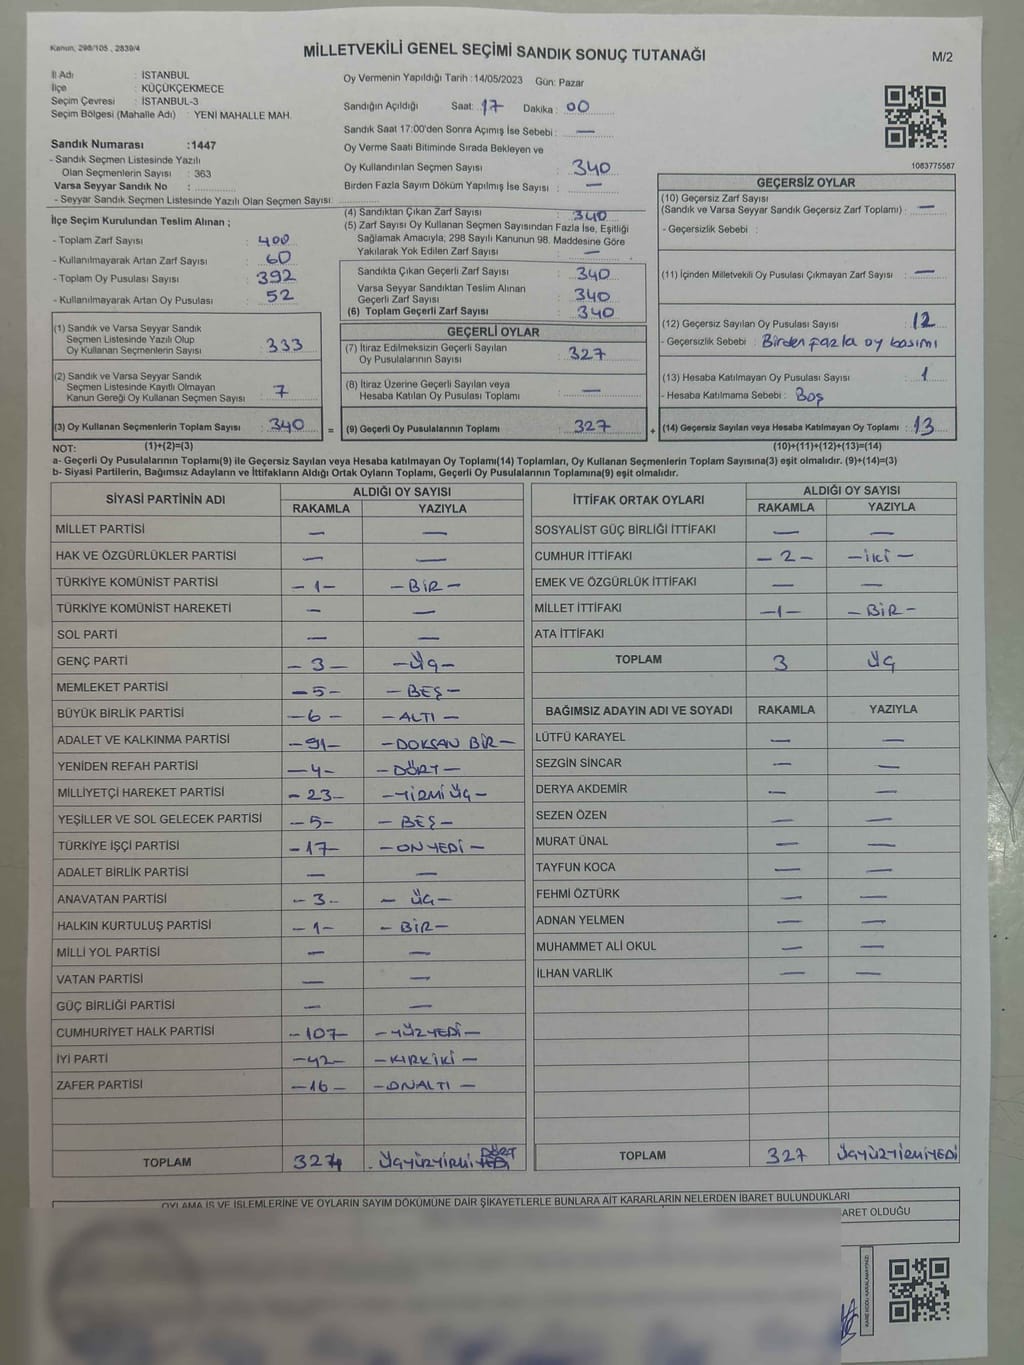 Kanun, 298/105 , 2839/4
MİLLETVEKİLİ GENEL SEÇİMİ SANDIK SONUÇ TUTANAĞI
M/2
İl Adı : İSTANBUL
İlçe : KÜÇÜKÇEKMECE
Seçim Çevresi : İSTANBUL-3
Seçim Bölgesi (Mahalle Adı) : YENİ MAHALLE MAH.
Oy Vermenin Yapıldığı Tarih : 14/05/2023 Gün: Pazar
Sandığın Açıldığı Saat: 17 Dakika : 00
Sandık Saat 17:00'den Sonra Açımış İse Sebebi : —
Oy Verme Saati Bitiminde Sırada Bekleyen ve
Oy Kullandırılan Seçmen Sayısı : 340
Birden Fazla Sayım Döküm Yapılmış İse Sayısı : —
1083775587
Sandık Numarası :1447
- Sandık Seçmen Listesinde Yazılı
Olan Seçmenlerin Sayısı : 363
Varsa Seyyar Sandık No :
- Seyyar Sandık Seçmen Listesinde Yazılı Olan Seçmen Sayısı:
İlçe Seçim Kurulundan Teslim Alınan ;
- Toplam Zarf Sayısı : 400
- Kullanılmayarak Artan Zarf Sayısı : 60
- Toplam Oy Pusulası Sayısı : 392
- Kullanılmayarak Artan Oy Pusulası : 52
(1) Sandık ve Varsa Seyyar Sandık
Seçmen Listesinde Yazılı Olup
Oy Kullanan Seçmenlerin Sayısı : 333
(2) Sandık ve Varsa Seyyar Sandık
Seçmen Listesinde Kayıtlı Olmayan
Kanun Gereği Oy Kullanan Seçmen Sayısı : 7
(3) Oy Kullanan Seçmenlerin Toplam Sayısı : 340 =
(4) Sandıktan Çıkan Zarf Sayısı : 340
(5) Zarf Sayısı Oy Kullanan Seçmen Sayısından Fazla İse, Eşitliği
Sağlamak Amacıyla; 298 Sayılı Kanunun 98. Maddesine Göre
Yakılarak Yok Edilen Zarf Sayısı : —
Sandıkta Çıkan Geçerli Zarf Sayısı : 340
Varsa Seyyar Sandıktan Teslim Alınan
Geçerli Zarf Sayısı : 340
(6) Toplam Geçerli Zarf Sayısı : 340
GEÇERLİ OYLAR
(7) İtiraz Edilmeksizin Geçerli Sayılan
Oy Pusulalarının Sayısı : 327
(8) İtiraz Üzerine Geçerli Sayılan veya
Hesaba Katılan Oy Pusulası Toplamı : —
(9) Geçerli Oy Pusulalarının Toplamı : 327 +
GEÇERSİZ OYLAR
(10) Geçersiz Zarf Sayısı
(Sandık ve Varsa Seyyar Sandık Geçersiz Zarf Toplamı) : —
- Geçersizlik Sebebi :
(11) İçinden Milletvekili Oy Pusulası Çıkmayan Zarf Sayısı : —
(12) Geçersiz Sayılan Oy Pusulası Sayısı : 12
- Geçersizlik Sebebi : Birden fazla oy basımı
(13) Hesaba Katılmayan Oy Pusulası Sayısı : 1
- Hesaba Katılmama Sebebi : Boş
(14) Geçersiz Sayılan veya Hesaba Katılmayan Oy Toplamı : 13
NOT: (1)+(2)=(3) (10)+(11)+(12)+(13)=(14)
a- Geçerli Oy Pusulalarının Toplamı(9) ile Geçersiz Sayılan veya Hesaba katılmayan Oy Toplamı(14) Toplamları, Oy Kullanan Seçmenlerin Toplam Sayısına(3) eşit olmalıdır. (9)+(14)=(3)
b- Siyasi Partilerin, Bağımsız Adayların ve İttifakların Aldığı Ortak Oyların Toplamı, Geçerli Oy Pusulalarının Toplamına(9) eşit olmalıdır.
SİYASİ PARTİNİN ADI ALDIĞI OY SAYISI
RAKAMLA YAZIYLA
MİLLET PARTİSİ — —
HAK VE ÖZGÜRLÜKLER PARTİSİ — —
TÜRKİYE KOMÜNİST PARTİSİ - 1 - - BİR -
TÜRKİYE KOMÜNİST HAREKETİ — —
SOL PARTİ — —
GENÇ PARTİ - 3 - - ÜÇ -
MEMLEKET PARTİSİ - 5 - - BEŞ -
BÜYÜK BİRLİK PARTİSİ - 6 - - ALTI -
ADALET VE KALKINMA PARTİSİ - 91 - - DOKSAN BİR -
YENİDEN REFAH PARTİSİ - 4 - - DÖRT -
MİLLİYETÇİ HAREKET PARTİSİ - 23 - - YİRMİ ÜÇ -
YEŞİLLER VE SOL GELECEK PARTİSİ - 5 - - BEŞ -
TÜRKİYE İŞÇİ PARTİSİ - 17 - - ON YEDİ -
ADALET BİRLİK PARTİSİ — —
ANAVATAN PARTİSİ - 3 - - ÜÇ -
HALKIN KURTULUŞ PARTİSİ - 1 - - BİR -
MİLLİ YOL PARTİSİ — —
VATAN PARTİSİ — —
GÜÇ BİRLİĞİ PARTİSİ — —
CUMHURİYET HALK PARTİSİ - 107 - - YÜZ YEDİ -
İYİ PARTİ - 42 - - KIRK İKİ -
ZAFER PARTİSİ - 16 - - ONALTI -
TOPLAM 324 ÜÇYÜZYİRMİ DÖRT
İTTİFAK ORTAK OYLARI ALDIĞI OY SAYISI
RAKAMLA YAZIYLA
SOSYALİST GÜÇ BİRLİĞİ İTTİFAKI — —
CUMHUR İTTİFAKI - 2 - - İKİ -
EMEK VE ÖZGÜRLÜK İTTİFAKI — —
MİLLET İTTİFAKI - 1 - - BİR -
ATA İTTİFAKI
TOPLAM 3 ÜÇ
BAĞIMSIZ ADAYIN ADI VE SOYADI RAKAMLA YAZIYLA
LÜTFÜ KARAYEL — —
SEZGİN SİNCAR — —
DERYA AKDEMİR — —
SEZEN ÖZEN — —
MURAT ÜNAL — —
TAYFUN KOCA — —
FEHMİ ÖZTÜRK — —
ADNAN YELMEN — —
MUHAMMET ALİ OKUL — —
İLHAN VARLIK — —
TOPLAM 327 ÜÇYÜZYİRMİYEDİ
OYLAMA İŞ VE İŞLEMLERİNE VE OYLARIN SAYIM DÖKÜMÜNE DAİR ŞİKAYETLERLE BUNLARA AİT KARARLARIN NELERDEN İBARET BULUNDUKLARI
ARET OLDUĞU
KARE KODU KARALAMAYINIZ!